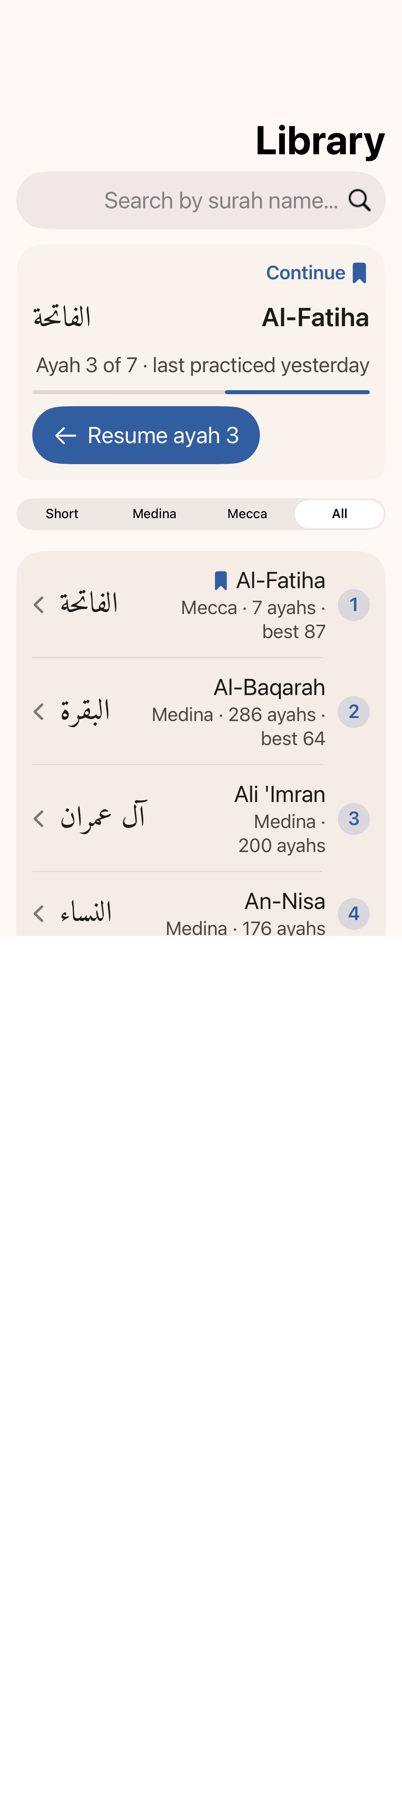 Library
Search by surah name...
Continue
Al-Fatiha
الفاتحة
Ayah 3 of 7 · last practiced yesterday
Resume ayah 3
All
Mecca
Medina
Short
1
Al-Fatiha
Mecca · 7 ayahs ·
best 87
الفاتحة
2
Al-Baqarah
Medina · 286 ayahs ·
best 64
البقرة
3
Ali 'Imran
Medina ·
200 ayahs
آل عمران
4
An-Nisa
Medina · 176 ayahs
النساء